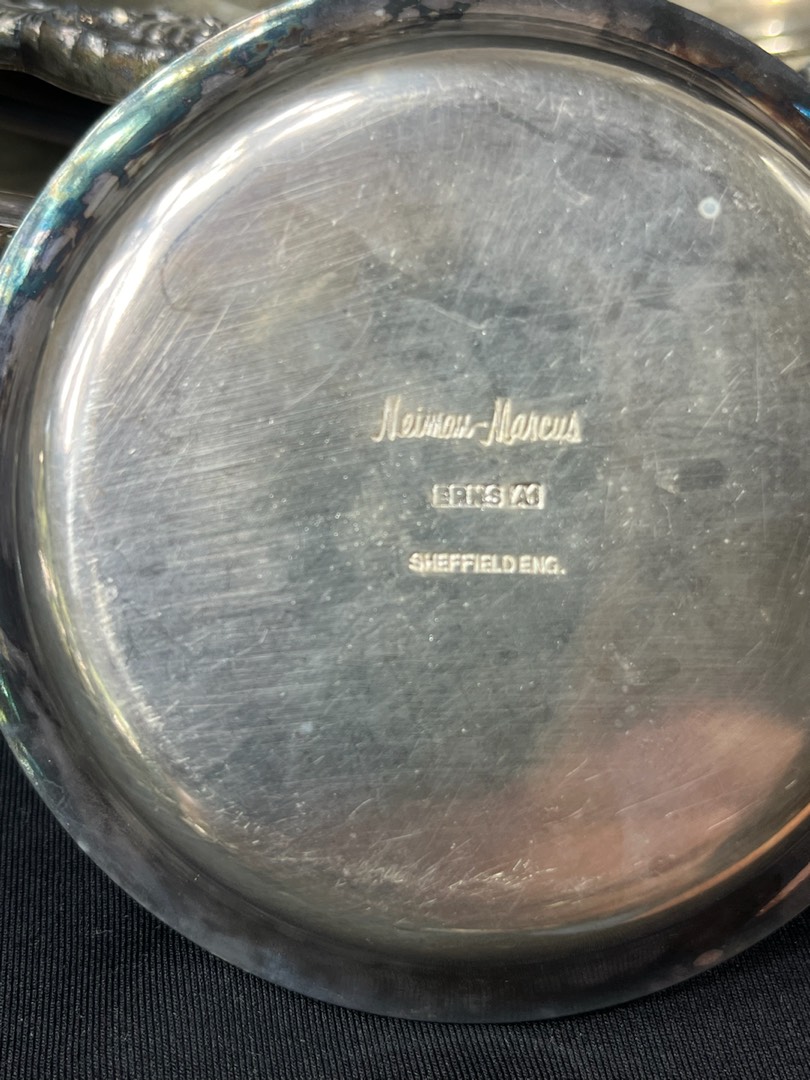 Neiman-Marcus
EPNS A1
SHEFFIELD ENG.